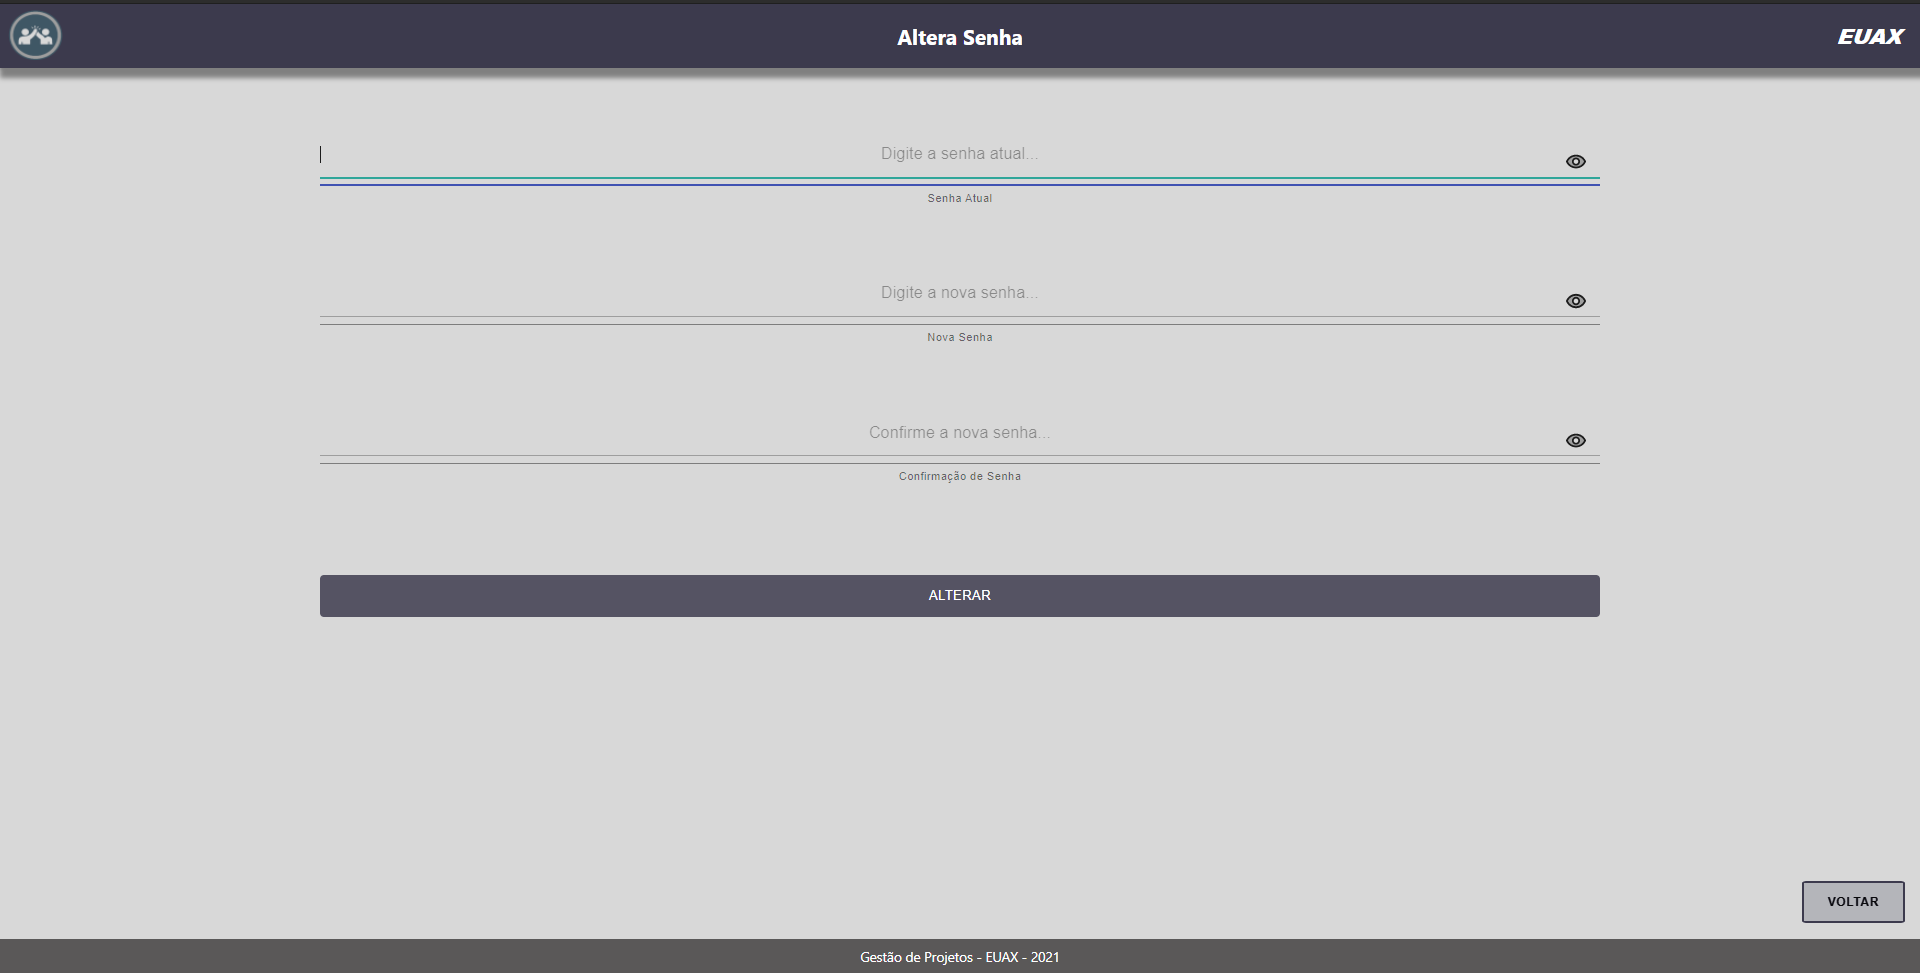 Altera Senha
EUAX
Digite a senha atual...
Senha Atual
Digite a nova senha...
Nova Senha
Confirme a nova senha...
Confirmação de Senha
ALTERAR
VOLTAR
Gestão de Projetos - EUAX - 2021